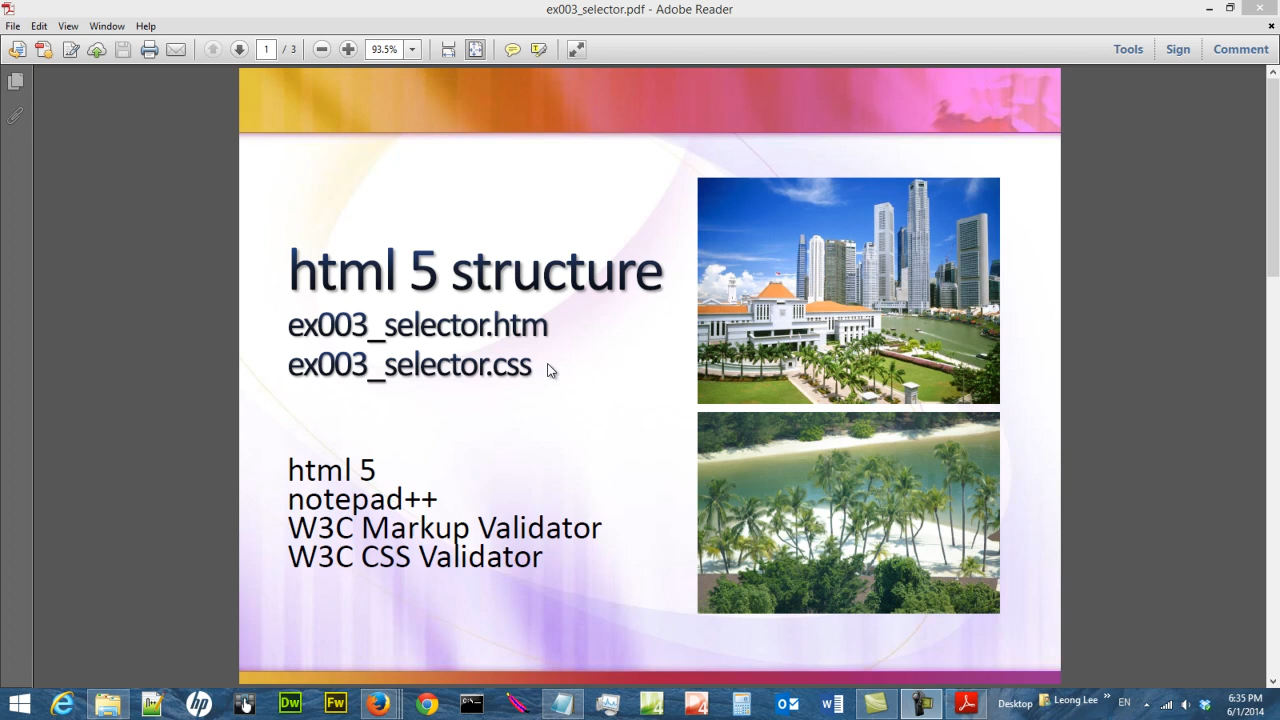 ex003_selector.pdf - Adobe Reader
File Edit View Window Help
1 / 3 93.5% Tools Sign Comment
html 5 structure
ex003_selector.htm
ex003_selector.css
html 5
notepad++
W3C Markup Validator
W3C CSS Validator
Dw Fw Desktop Leong Lee EN 6:35 PM
6/1/2014